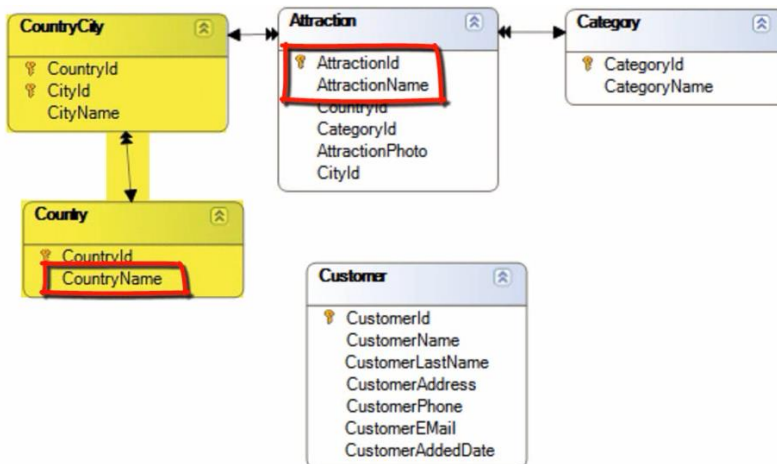 CountryCity
CountryId
CityId
CityName
Attraction
AttractionId
AttractionName
CountryId
CategoryId
AttractionPhoto
CityId
Category
CategoryId
CategoryName
Country
CountryId
CountryName
Customer
CustomerId
CustomerName
CustomerLastName
CustomerAddress
CustomerPhone
CustomerEMail
CustomerAddedDate